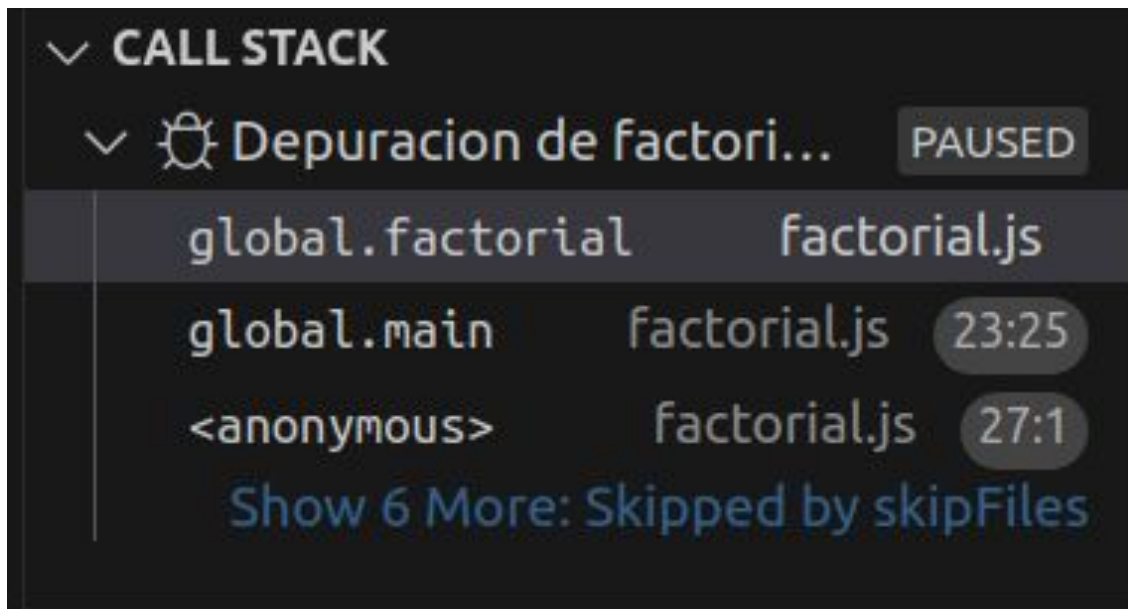 CALL STACK
Depuracion de factori... PAUSED
global.factorial factorial.js
global.main factorial.js 23:25
<anonymous> factorial.js 27:1
Show 6 More: Skipped by skipFiles